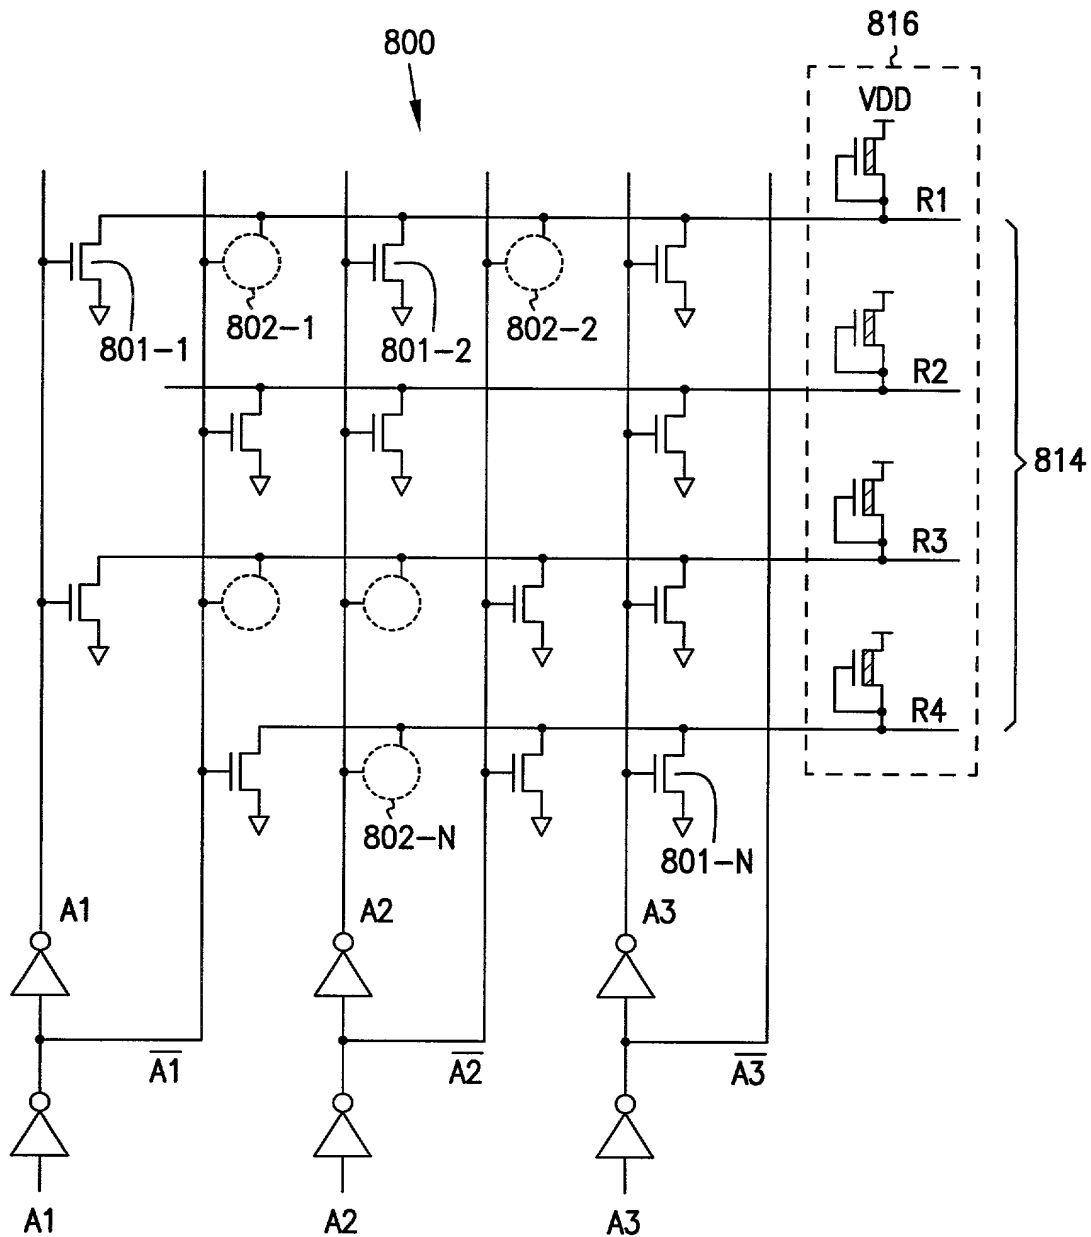 800
816
VDD
R1
801-1
802-1
801-2
802-2
R2
814
R3
R4
802-N
801-N
A1
A2
A3
A1̅
A2̅
A3̅
A1
A2
A3